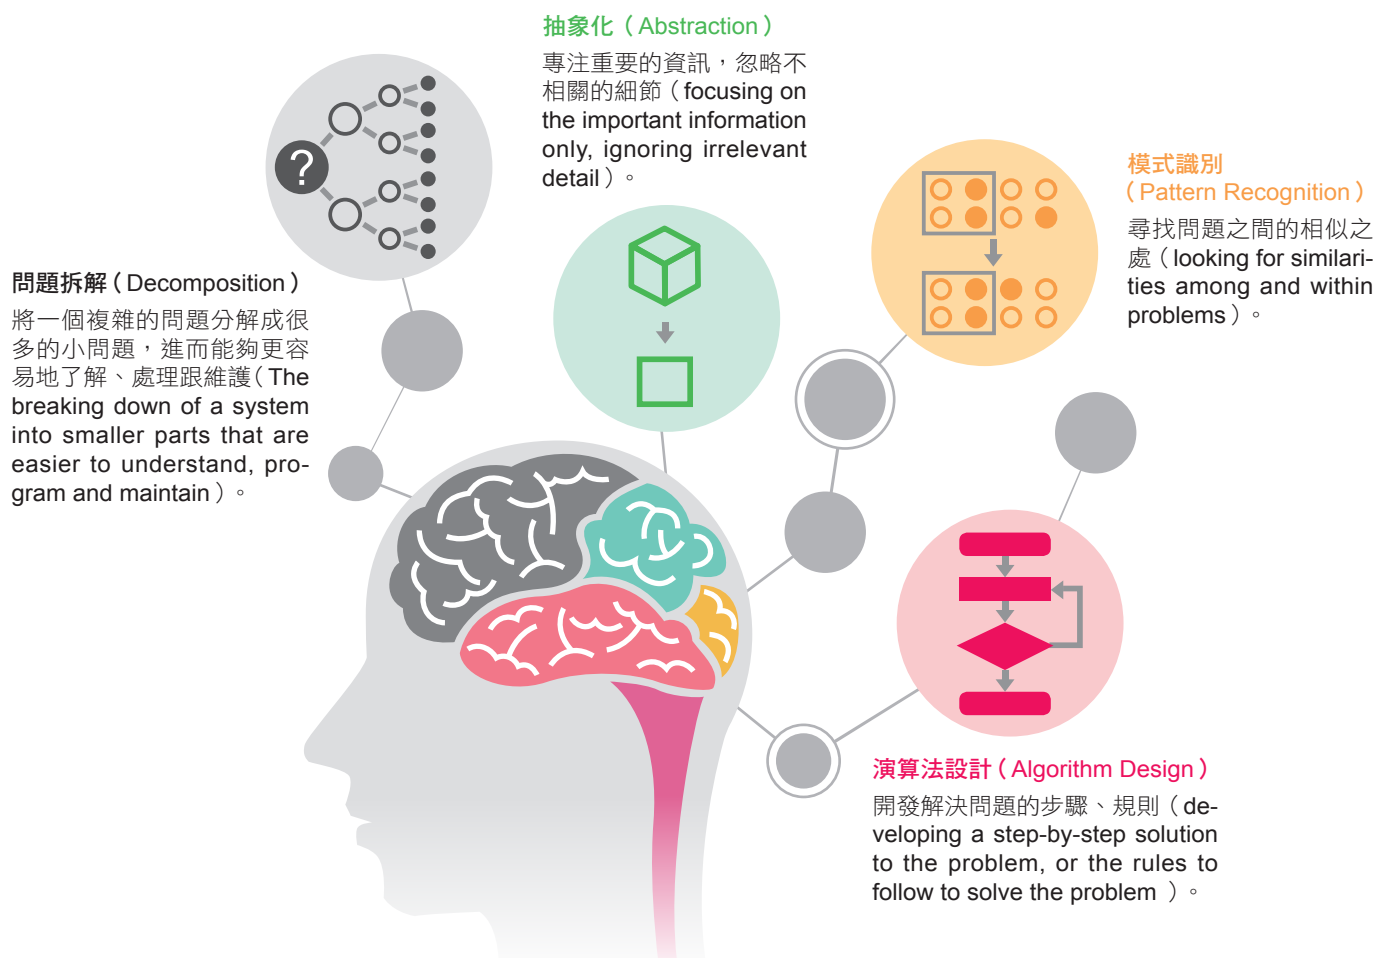 抽象化（Abstraction）
專注重要的資訊，忽略不
相關的細節（focusing on
the important information
only, ignoring irrelevant
detail）。
?
模式識別
（Pattern Recognition）
尋找問題之間的相似之
處（looking for similari-
ties among and within
problems）。
問題拆解（Decomposition）
將一個複雜的問題分解成很
多的小問題，進而能夠更容
易地了解、處理跟維護（The
breaking down of a system
into smaller parts that are
easier to understand, pro-
gram and maintain）。
演算法設計（Algorithm Design）
開發解決問題的步驟、規則（de-
veloping a step-by-step solution
to the problem, or the rules to
follow to solve the problem ）。